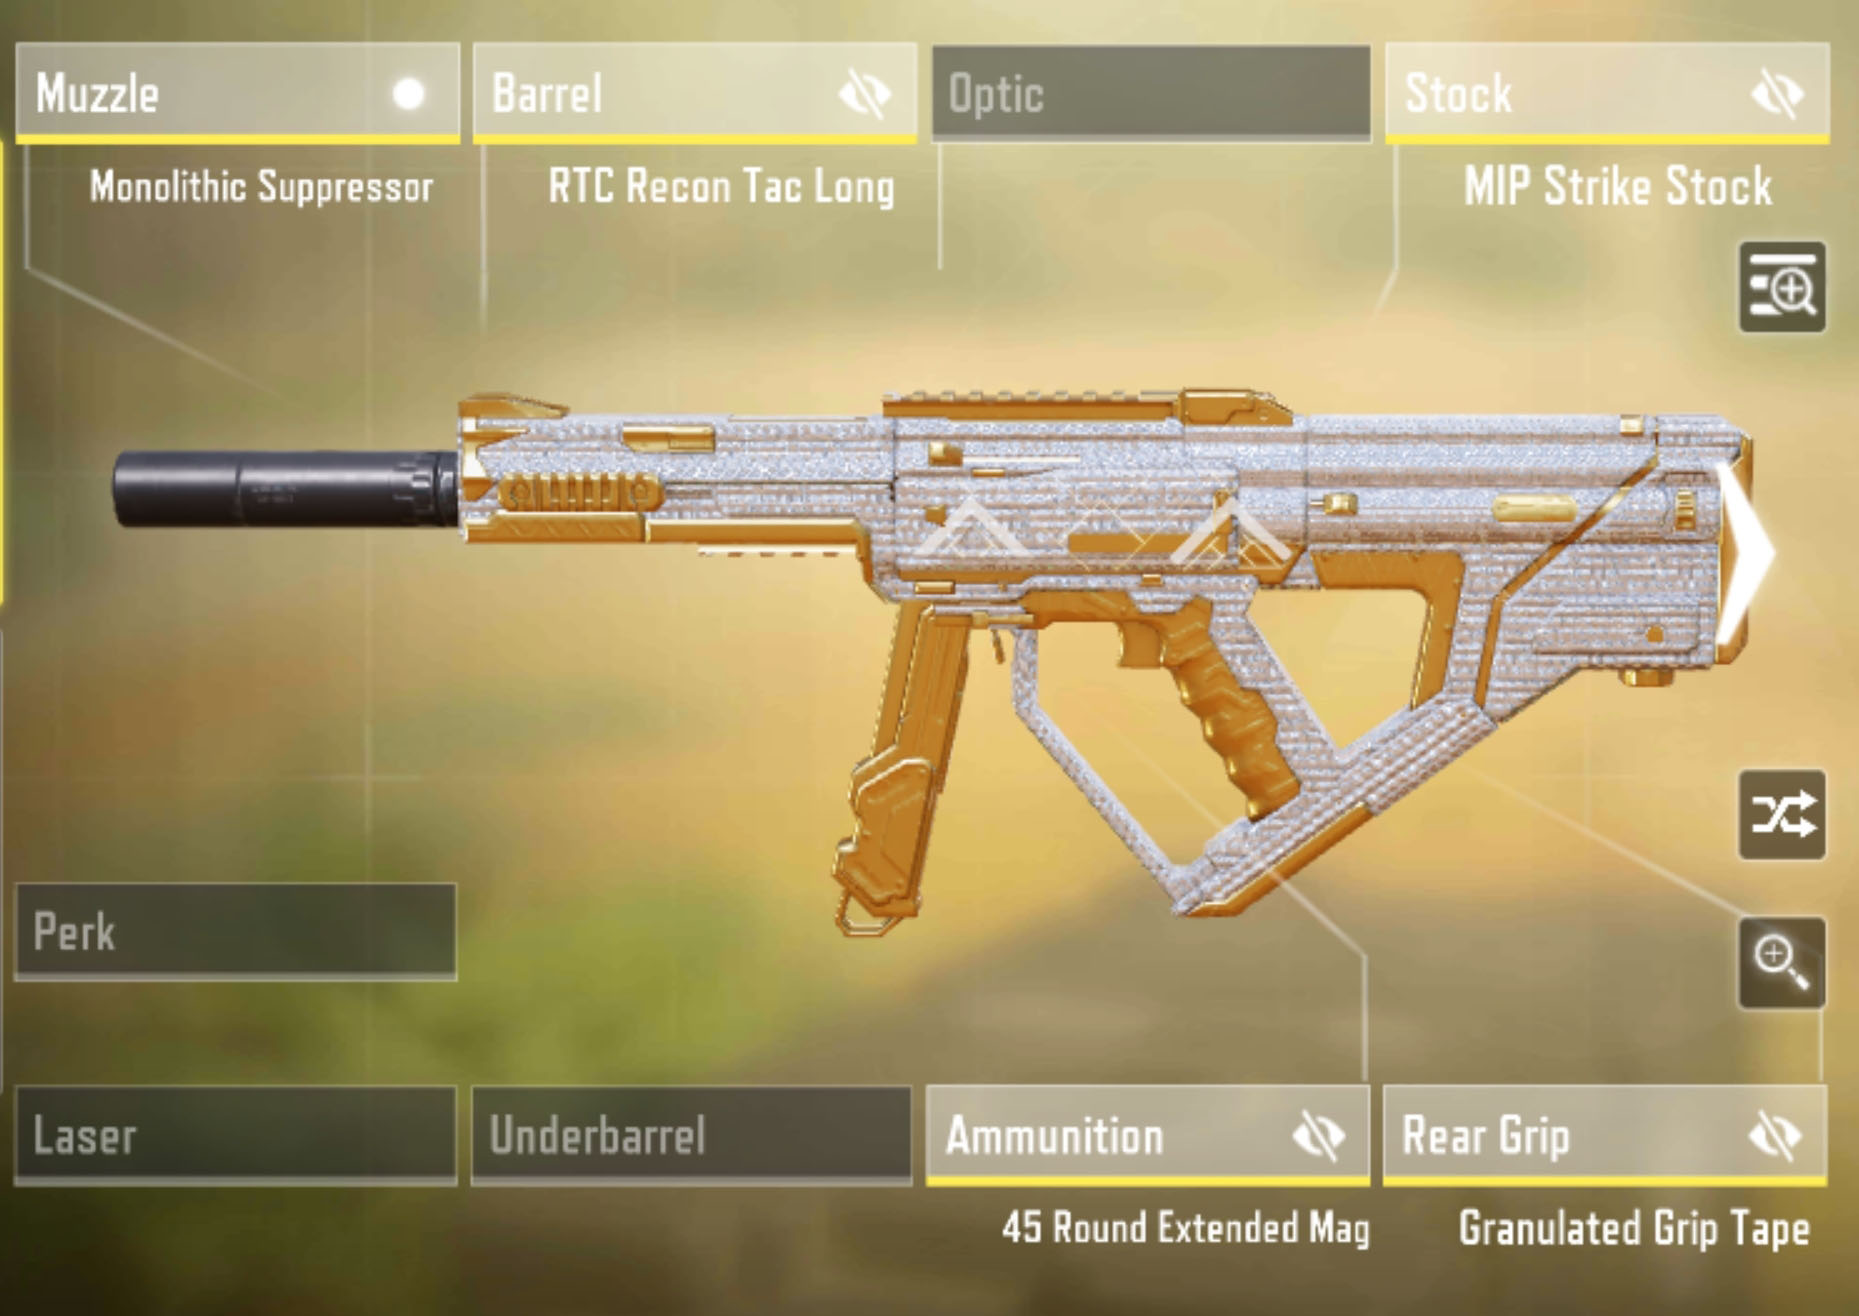 Muzzle
Barrel
Optic
Stock
Monolithic Suppressor
RTC Recon Tac Long
MIP Strike Stock
Perk
Laser
Underbarrel
Ammunition
Rear Grip
45 Round Extended Mag
Granulated Grip Tape